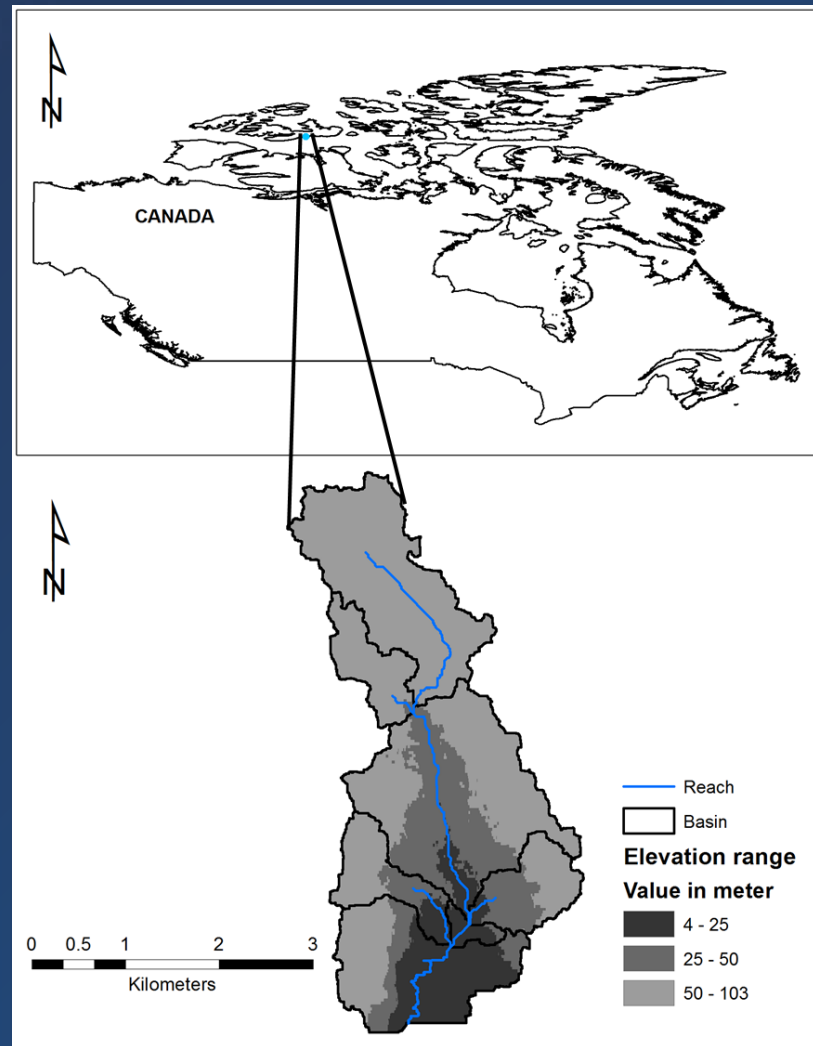 N
CANADA
N
Reach
Basin
Elevation range
Value in meter
4 - 25
25 - 50
50 - 103
0 0.5 1 2 3
Kilometers